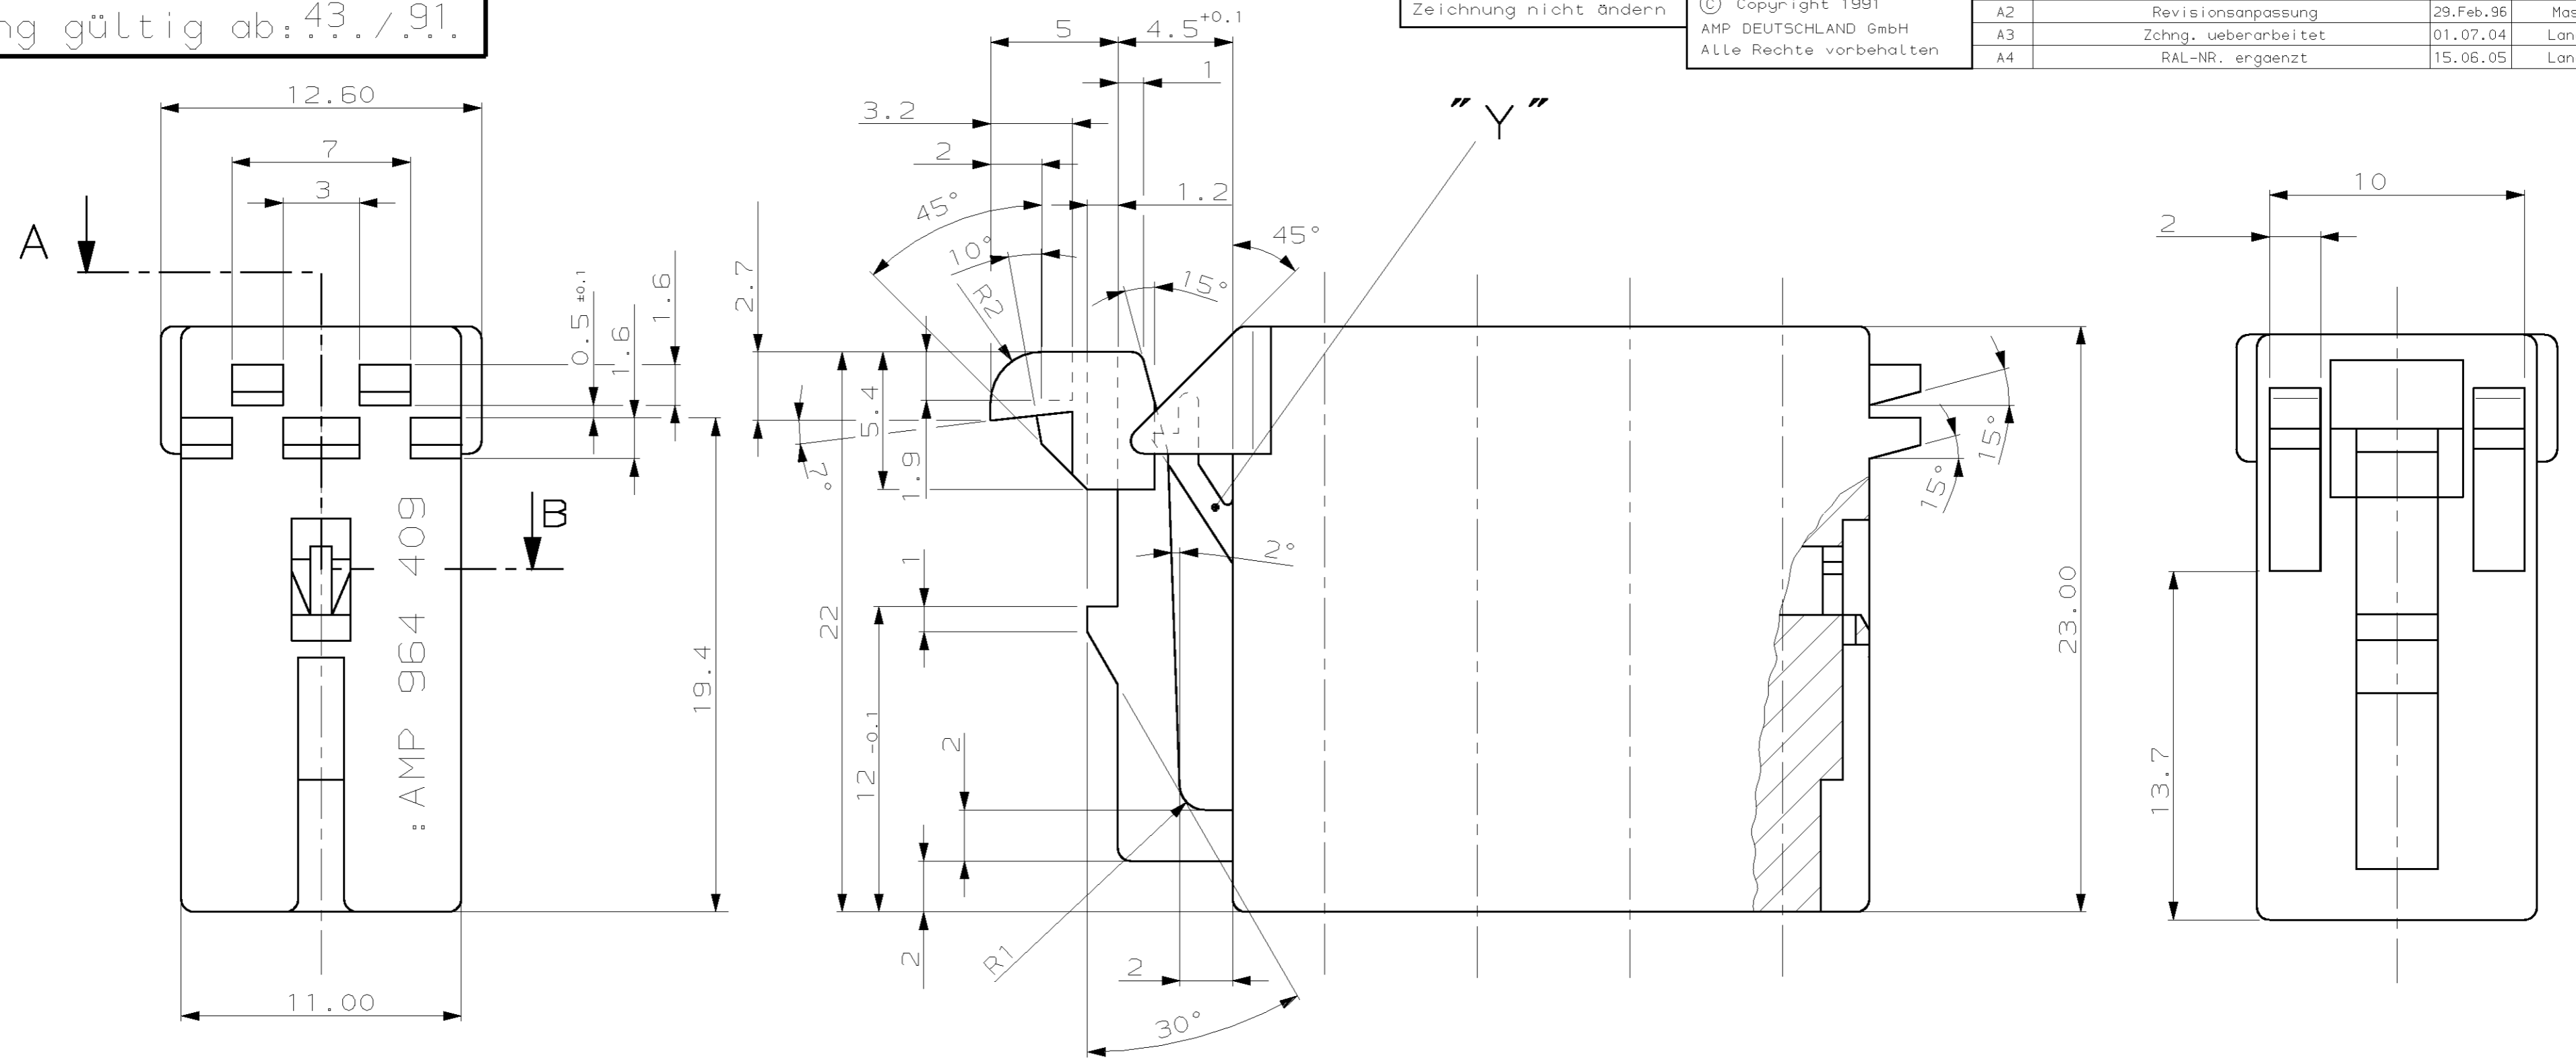 ng gültig ab: 43 / 91
Zeichnung nicht ändern
© Copyright 1991
AMP DEUTSCHLAND GmbH
Alle Rechte vorbehalten
A2 Revisionsanpassung 29.Feb.96 Mas
A3 Zchng. ueberarbeitet 01.07.04 Lan
A4 RAL-NR. ergaenzt 15.06.05 Lan
12.60
7
3
A
B
0.5 ±0.1
1.6
1.6
19.4
:: AMP 964 409
11.00
5
4.5 +0.1
1
3.2
2
1.2
45°
10°
R2
15°
45°
"Y"
2.7
5.4
1.9
7°
22
1
12 -0.1
2
2
2°
R1
2
30°
15°
15°
23.00
10
2
13.7